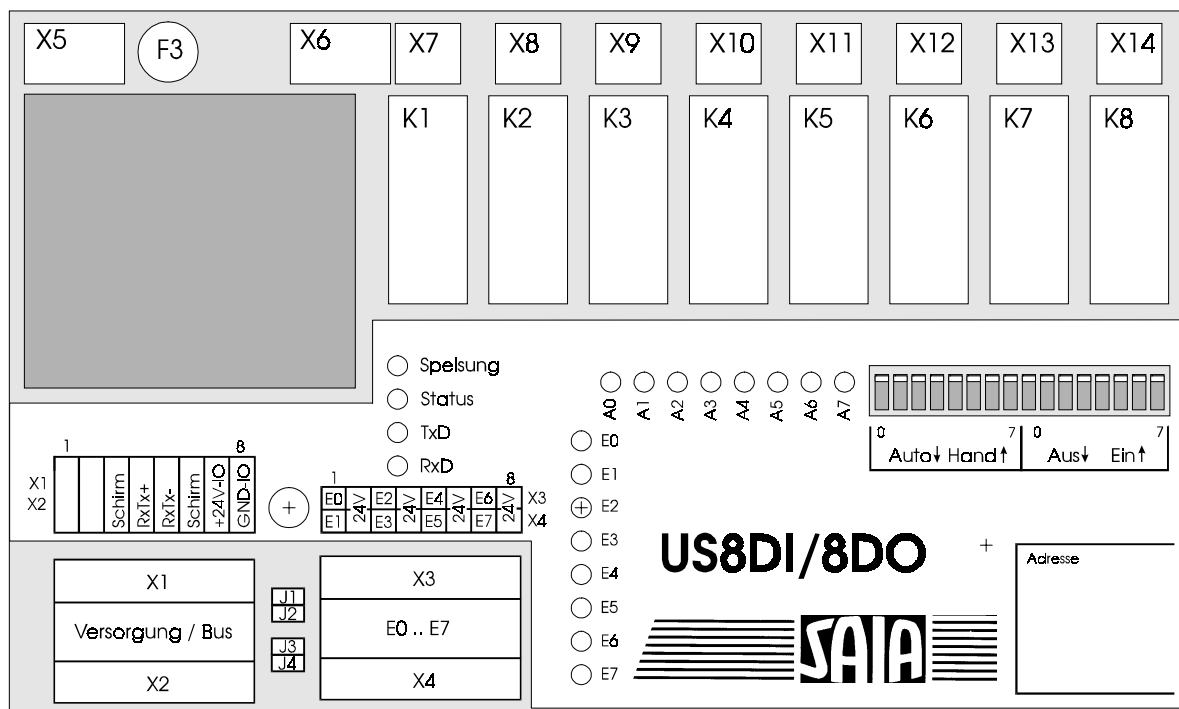 X5 F3 X6 X7 X8 X9 X10 X11 X12 X13 X14
K1 K2 K3 K4 K5 K6 K7 K8
Spelsung
Status
TxD
RxD
A0 A1 A2 A3 A4 A5 A6 A7
0 7 0 7
Auto↓ Hand↑ Aus↓ Ein↑
E0
E1
E2
E3
E4
E5
E6
E7
1 8
X1
X2
Schirm RxTx+ RxTx- Schirm +24V-IO GND-IO
1 8
E0 24V E2 24V E4 24V E6 24V X3
E1 E3 E5 E7 X4
US8DI/8DO
Adresse
SAIA
X1
Versorgung / Bus
X2
J1
J2
J3
J4
X3
E0 .. E7
X4